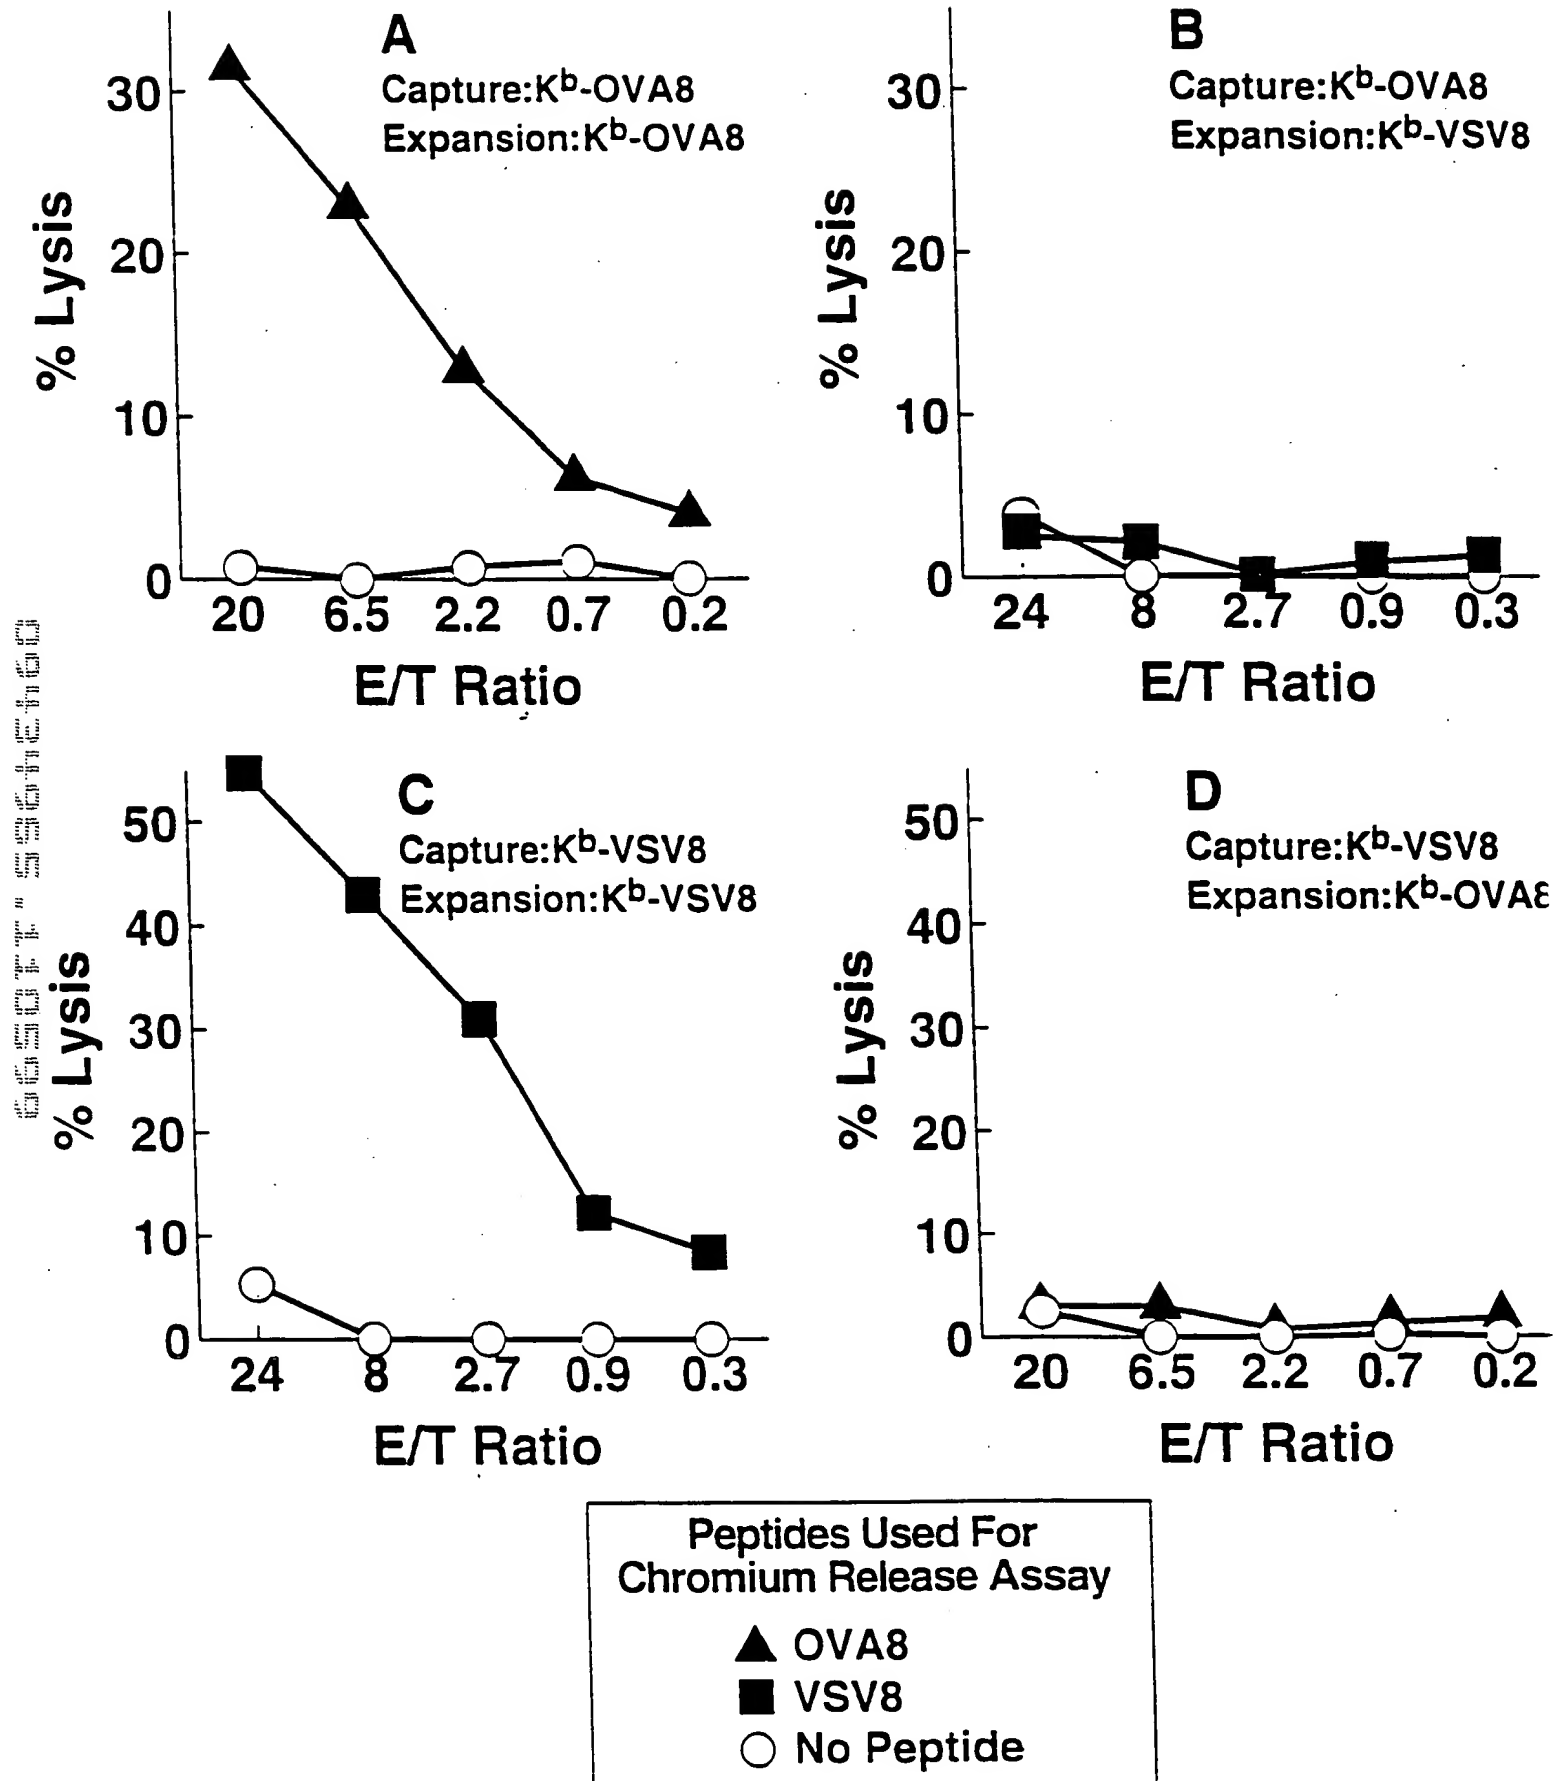 A
Capture:Kb-OVA8
Expansion:Kb-OVA8
30
20
10
0
% Lysis
20 6.5 2.2 0.7 0.2
E/T Ratio
B
Capture:Kb-OVA8
Expansion:Kb-VSV8
30
20
10
0
% Lysis
24 8 2.7 0.9 0.3
E/T Ratio
C
Capture:Kb-VSV8
Expansion:Kb-VSV8
50
40
30
20
10
0
% Lysis
24 8 2.7 0.9 0.3
E/T Ratio
D
Capture:Kb-VSV8
Expansion:Kb-OVA8
50
40
30
20
10
0
% Lysis
20 6.5 2.2 0.7 0.2
E/T Ratio
Peptides Used For
Chromium Release Assay
OVA8
VSV8
No Peptide